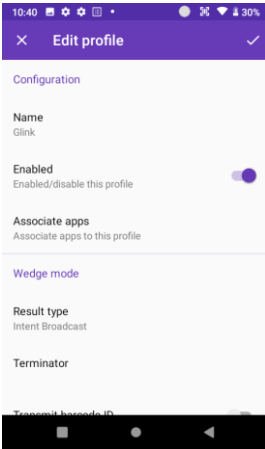 10:40 30%
Edit profile
Configuration
Name
Glink
Enabled
Enabled/disable this profile
Associate apps
Associate apps to this profile
Wedge mode
Result type
Intent Broadcast
Terminator
Transmit barcode ID